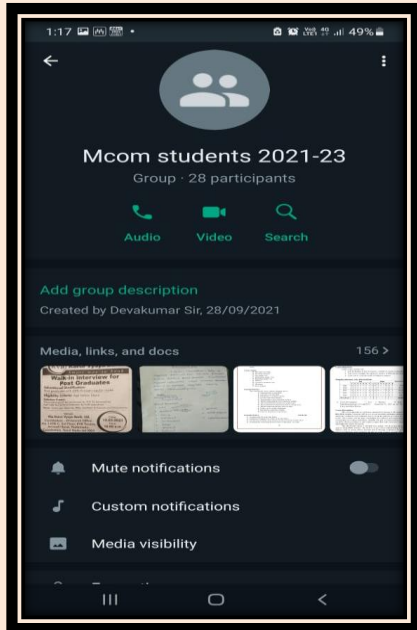 1:17
49%
Mcom students 2021-23
Group · 28 participants
Audio Video Search
Add group description
Created by Devakumar Sir, 28/09/2021
Media, links, and docs 156 >
Walk-in Interview for
Post Graduates
Mute notifications
Custom notifications
Media visibility